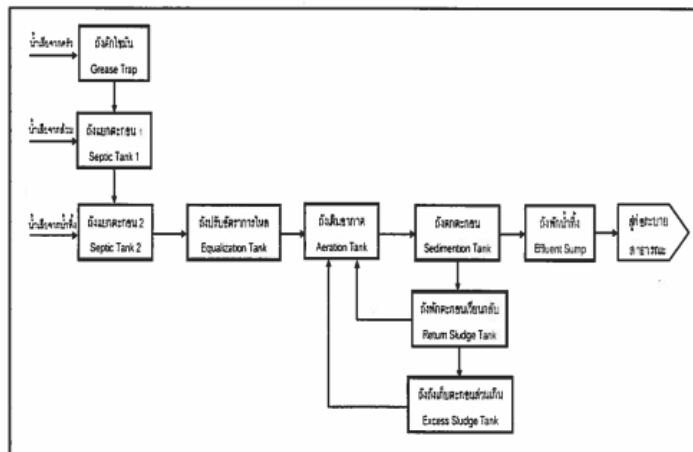 น้ำเสียจากครัว
ถังดักไขมัน
Grease Trap
น้ำเสียจากส้วม
ถังแยกตะกอน 1
Septic Tank 1
น้ำเสียจากน้ำทิ้ง
ถังแยกตะกอน 2
Septic Tank 2
ถังปรับอัตราการไหล
Equalization Tank
ถังเติมอากาศ
Aeration Tank
ถังตกตะกอน
Sedimention Tank
ถังพักน้ำทิ้ง
Effluent Sump
สู่ท่อระบาย
สาธารณะ
ถังพักตะกอนเวียนกลับ
Return Sludge Tank
ถังถังเก็บตะกอนส่วนเกิน
Excess Sludge Tank